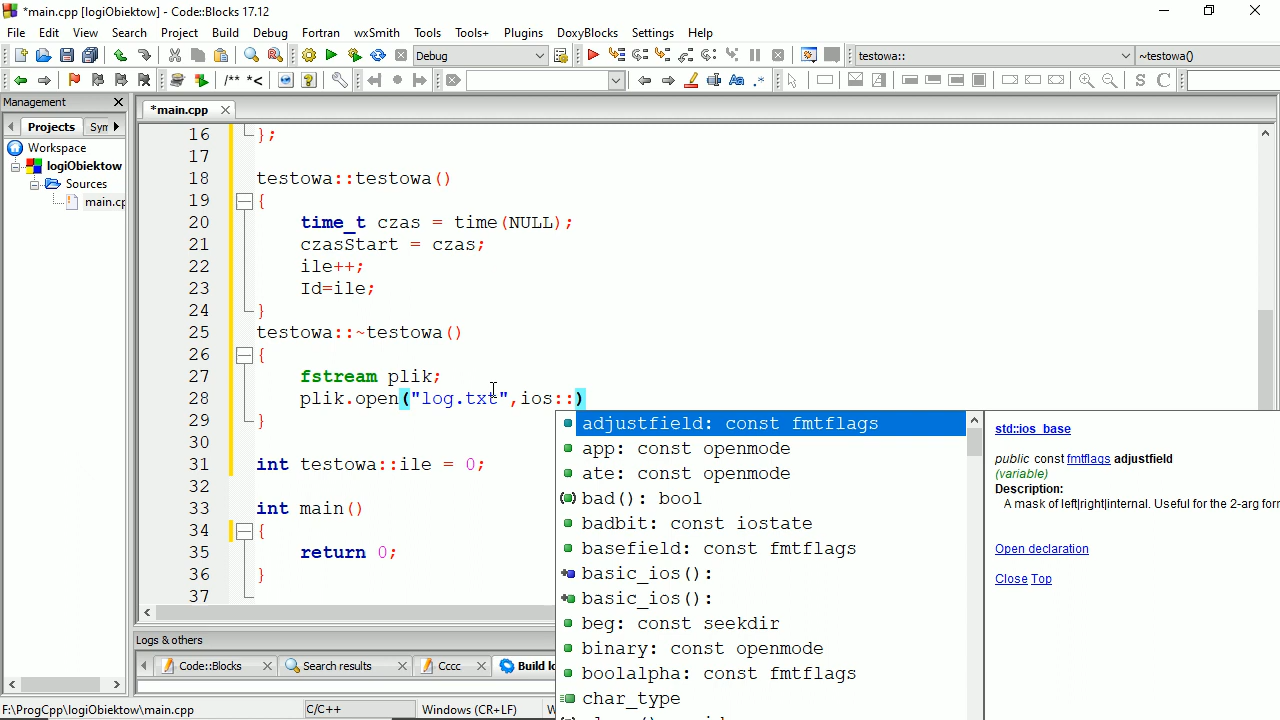 *main.cpp [logiObiektow] - Code::Blocks 17.12
File Edit View Search Project Build Debug Fortran wxSmith Tools Tools+ Plugins DoxyBlocks Settings Help
Debug testowa:: ~testowa()
/** *<
Management
*main.cpp
Projects Sym
Workspace
logiObiektow
Sources
main.cp
16 };
17
18 testowa::testowa()
19 {
20 time_t czas = time(NULL);
21 czasStart = czas;
22 ile++;
23 Id=ile;
24 }
25 testowa::~testowa()
26 {
27 fstream plik;
28 plik.open("log.txt",ios::)
29 }
30
31 int testowa::ile = 0;
32
33 int main()
34 {
35 return 0;
36 }
37
adjustfield: const fmtflags
app: const openmode
ate: const openmode
bad(): bool
badbit: const iostate
basefield: const fmtflags
basic_ios():
basic_ios():
beg: const seekdir
binary: const openmode
boolalpha: const fmtflags
char_type
std::ios_base
public const fmtflags adjustfield
(variable)
Description:
A mask of left|right|internal. Useful for the 2-arg for
Open declaration
Close Top
Logs & others
Code::Blocks Search results Cccc Build lo
F:\ProgCpp\logiObiektow\main.cpp C/C++ Windows (CR+LF) W